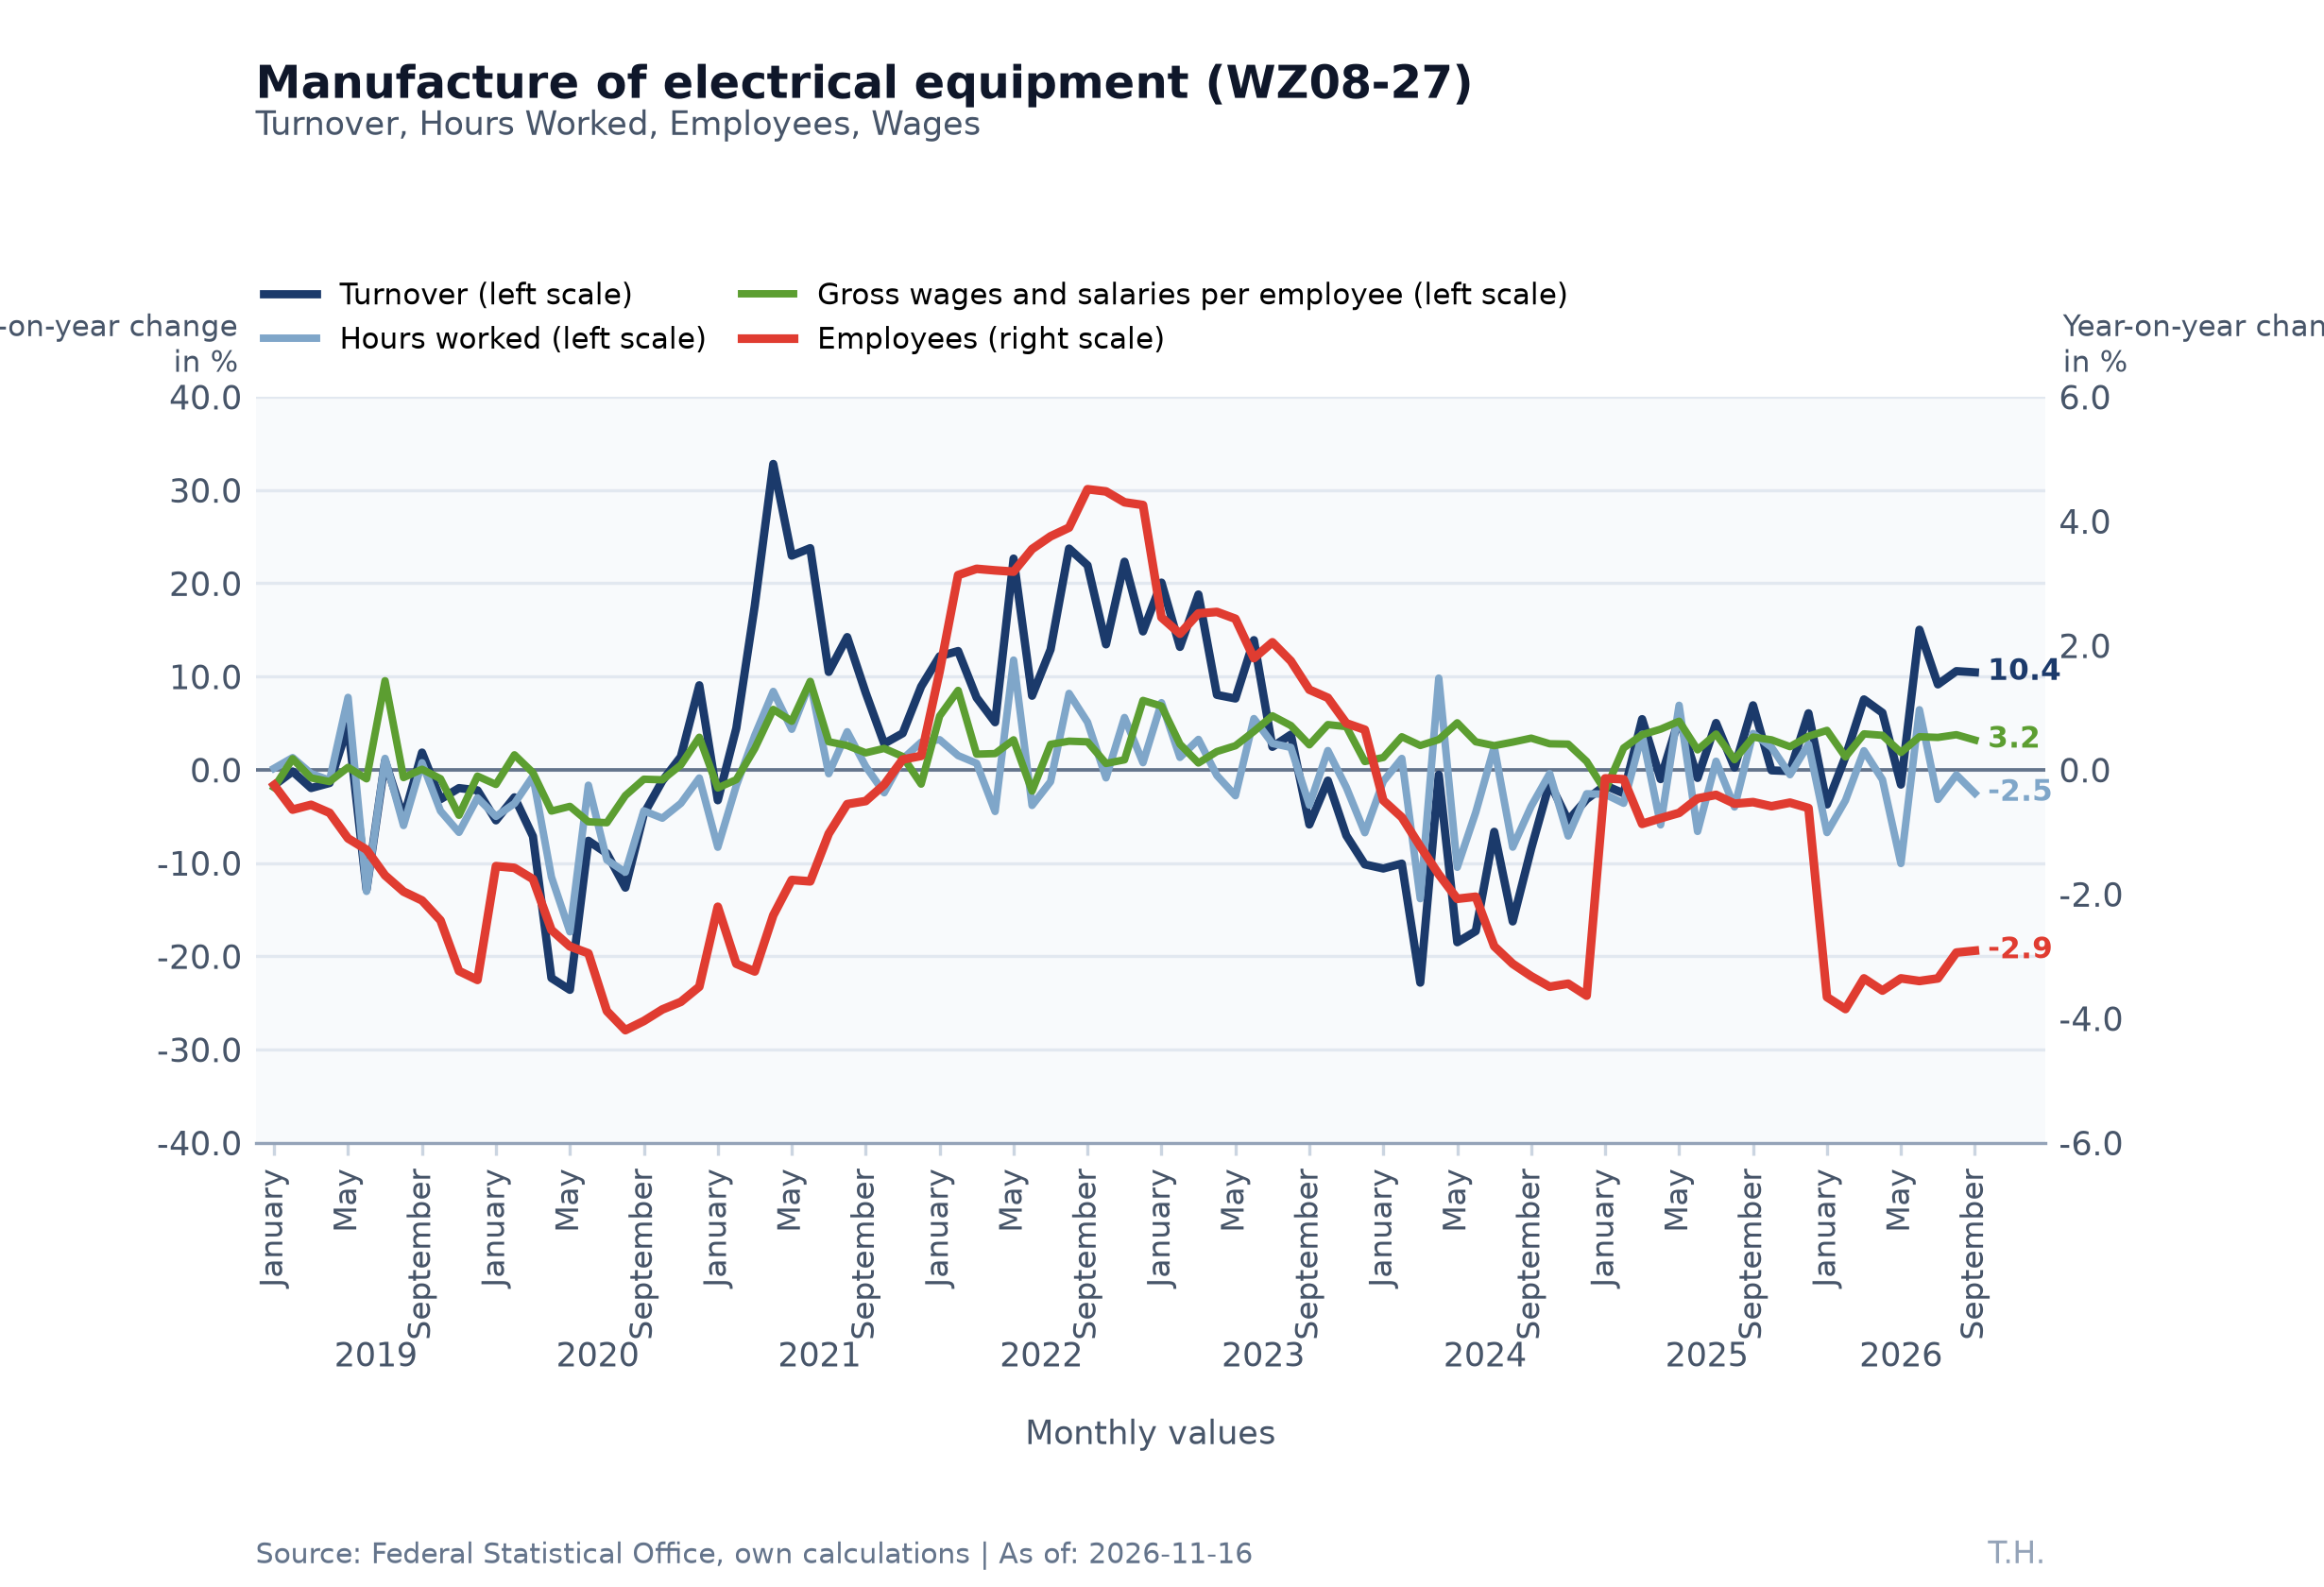 Manufacture of electrical equipment (WZ08-27)
Turnover, Hours Worked, Employees, Wages
Turnover (left scale)
Hours worked (left scale)
Gross wages and salaries per employee (left scale)
Employees (right scale)
-on-year change
in %
Year-on-year chan
in %
40.0
30.0
20.0
10.0
0.0
-10.0
-20.0
-30.0
-40.0
6.0
4.0
2.0
0.0
-2.0
-4.0
-6.0
10.4
3.2
-2.5
-2.9
January
May
September
January
May
September
January
May
September
January
May
September
January
May
September
January
May
September
January
May
September
January
May
September
2019
2020
2021
2022
2023
2024
2025
2026
Monthly values
Source: Federal Statistical Office, own calculations | As of: 2026-11-16
T.H.